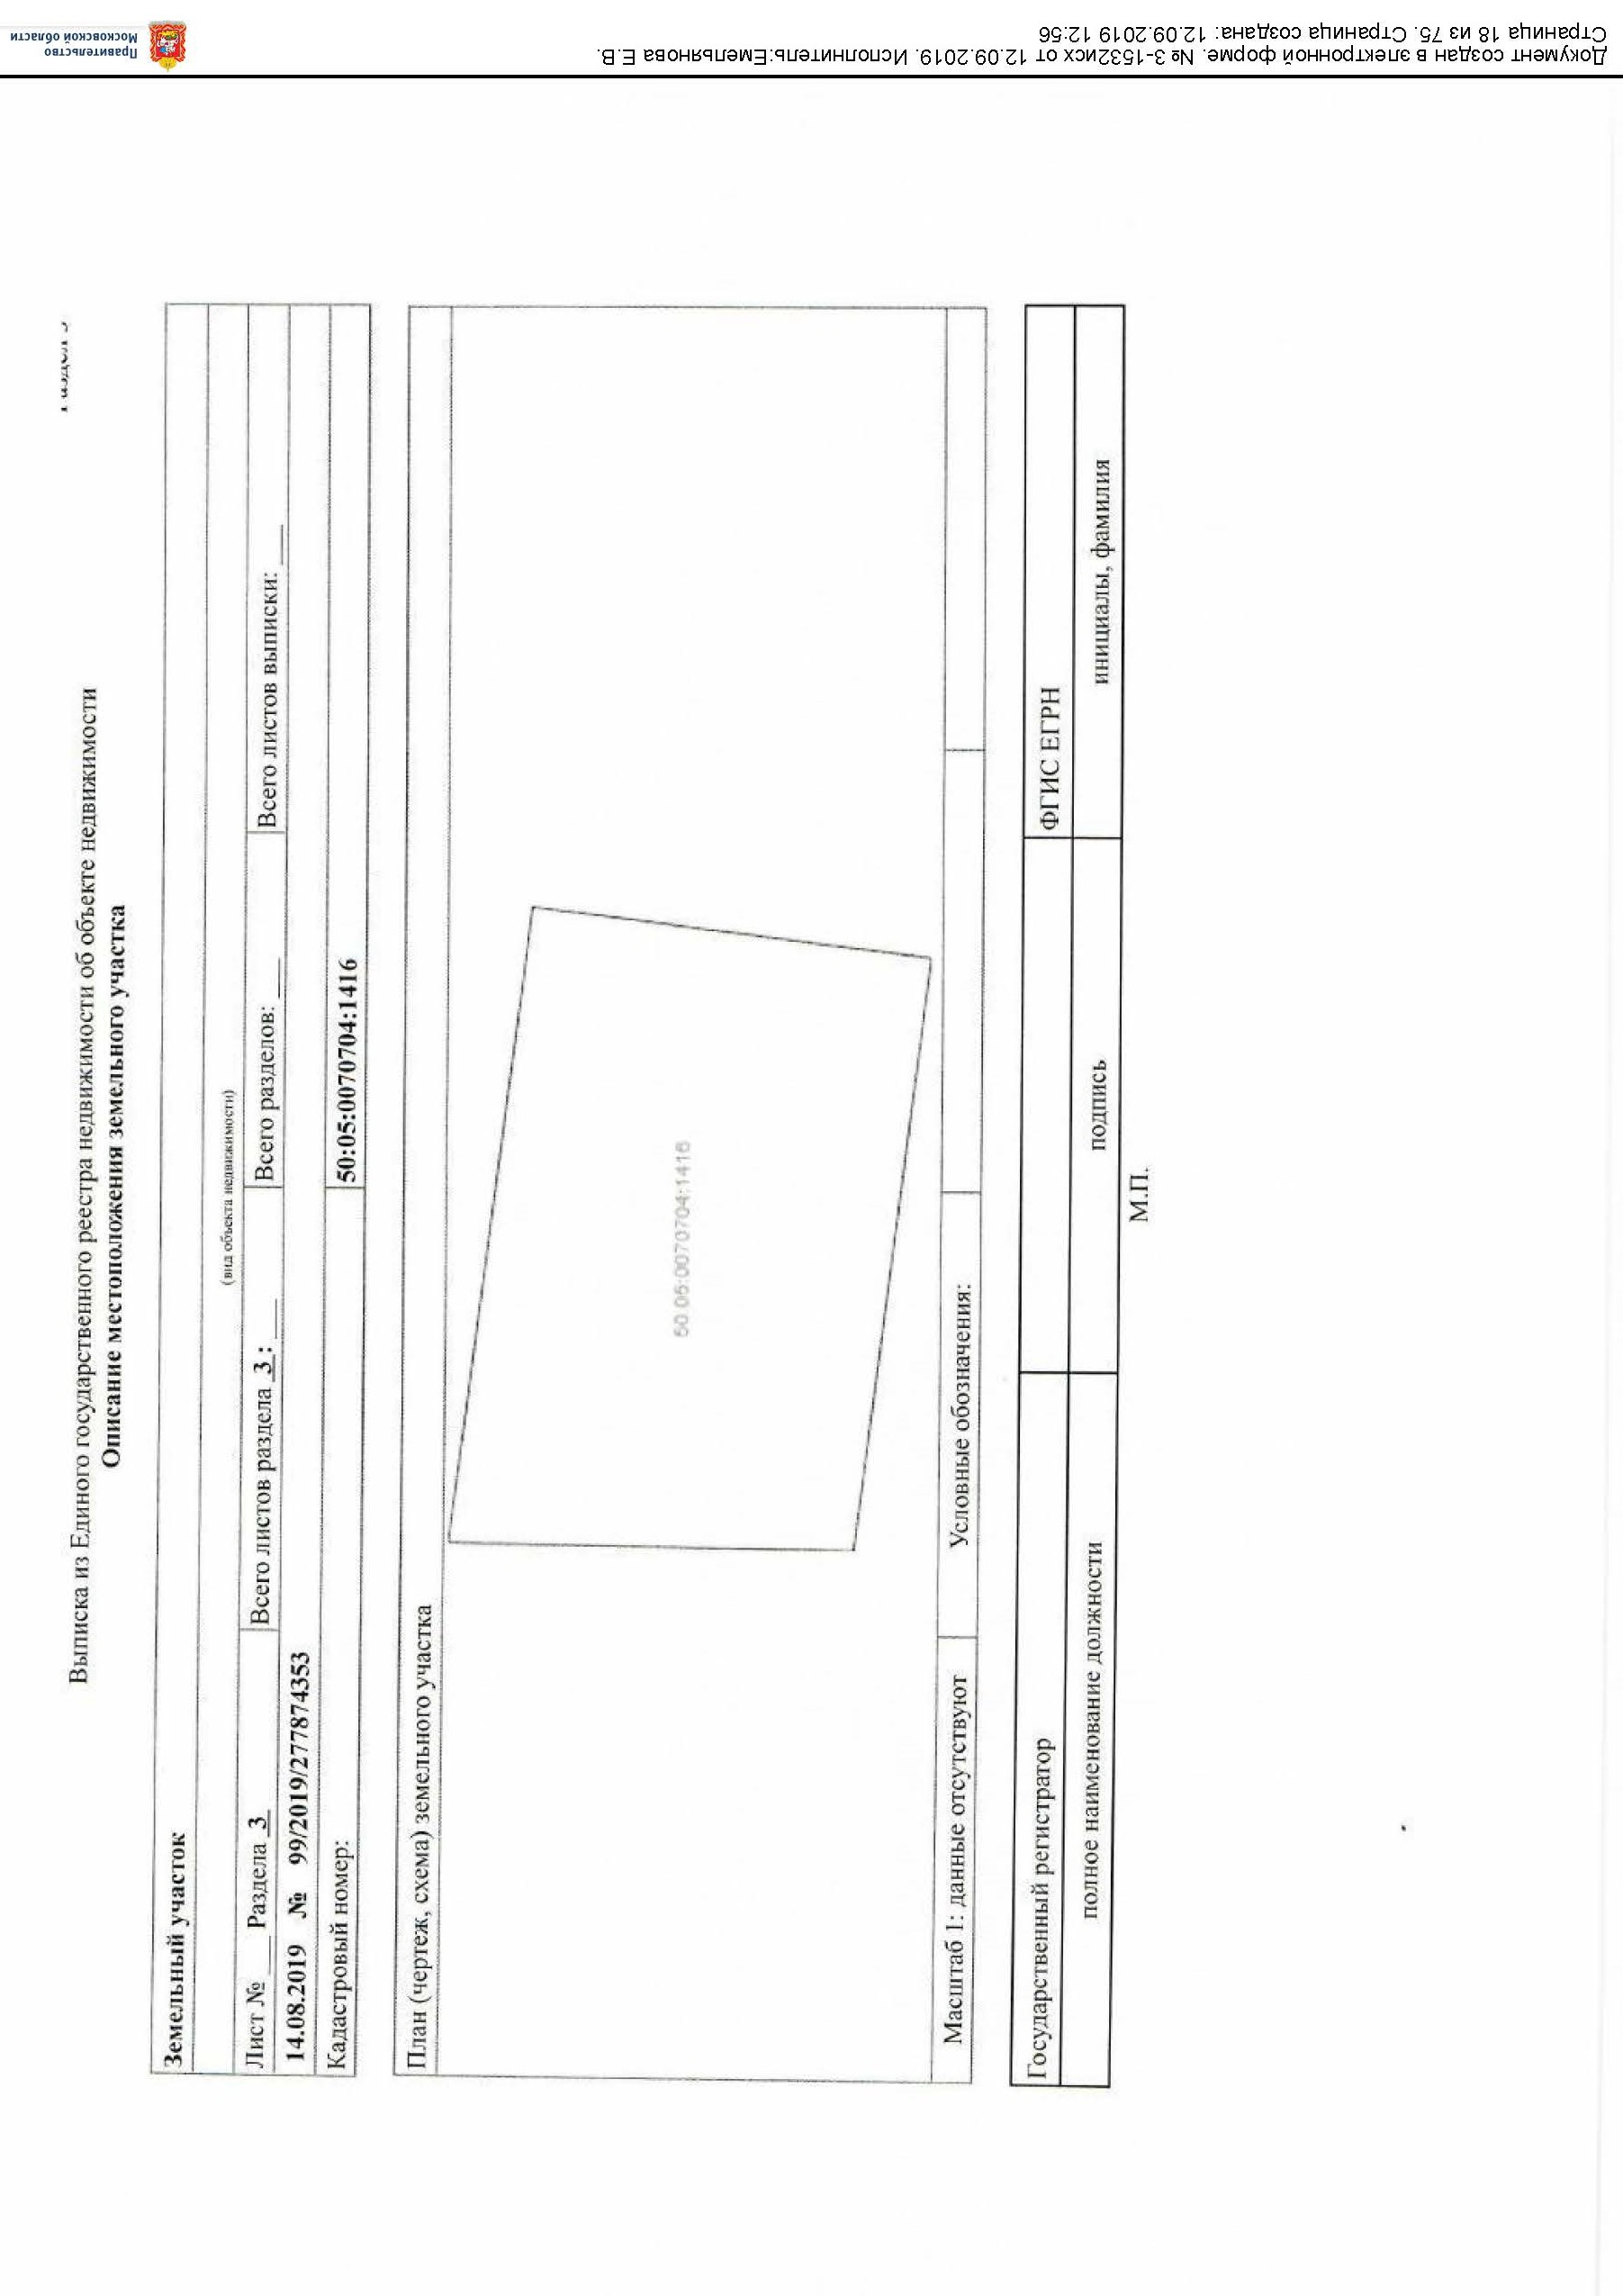 Документ создан в электронной форме. № 3-1532исх от 12.09.2019. Исполнитель:Емельянова Е.В.
Страница 18 из 75. Страница создана: 12.09.2019 12:56
Правительство
Московской области
Выписка из Единого государственного реестра недвижимости об объекте недвижимости
Описание местоположения земельного участка
Земельный участок
(вид объекта недвижимости)
Лист № ___ Раздела 3 Всего листов раздела 3 : ___ Всего разделов: ___ Всего листов выписки: ___
14.08.2019 № 99/2019/277874353
Кадастровый номер: 50:05:0070704:1416
План (чертеж, схема) земельного участка
50:05:0070704:1416
Масштаб 1: данные отсутствуют Условные обозначения:
Государственный регистратор ФГИС ЕГРН
полное наименование должности подпись инициалы, фамилия
М.П.